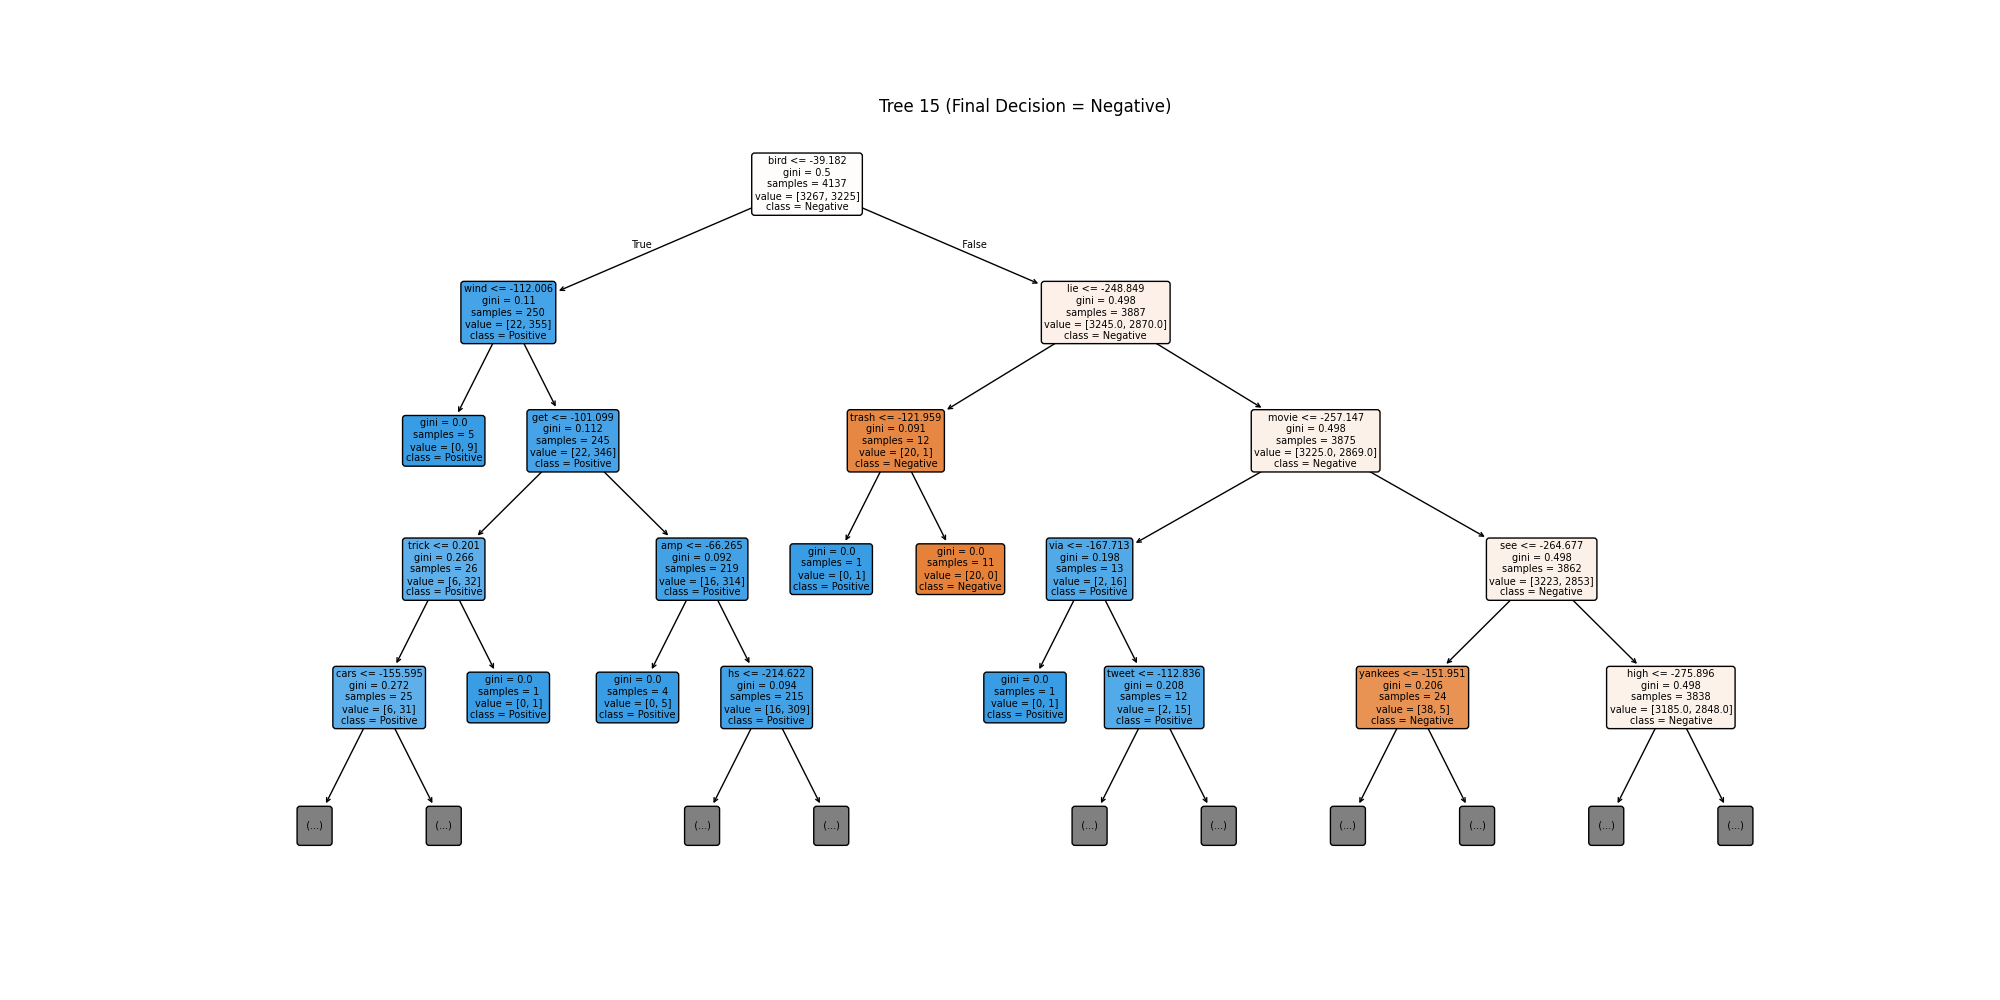 Tree 15 (Final Decision = Negative)
bird <= -39.182
gini = 0.5
samples = 4137
value = [3267, 3225]
class = Negative
True
False
wind <= -112.006
gini = 0.11
samples = 250
value = [22, 355]
class = Positive
lie <= -248.849
gini = 0.498
samples = 3887
value = [3245.0, 2870.0]
class = Negative
gini = 0.0
samples = 5
value = [0, 9]
class = Positive
get <= -101.099
gini = 0.112
samples = 245
value = [22, 346]
class = Positive
trash <= -121.959
gini = 0.091
samples = 12
value = [20, 1]
class = Negative
movie <= -257.147
gini = 0.498
samples = 3875
value = [3225.0, 2869.0]
class = Negative
trick <= 0.201
gini = 0.266
samples = 26
value = [6, 32]
class = Positive
amp <= -66.265
gini = 0.092
samples = 219
value = [16, 314]
class = Positive
gini = 0.0
samples = 1
value = [0, 1]
class = Positive
gini = 0.0
samples = 11
value = [20, 0]
class = Negative
via <= -167.713
gini = 0.198
samples = 13
value = [2, 16]
class = Positive
see <= -264.677
gini = 0.498
samples = 3862
value = [3223, 2853]
class = Negative
cars <= -155.595
gini = 0.272
samples = 25
value = [6, 31]
class = Positive
gini = 0.0
samples = 1
value = [0, 1]
class = Positive
gini = 0.0
samples = 4
value = [0, 5]
class = Positive
hs <= -214.622
gini = 0.094
samples = 215
value = [16, 309]
class = Positive
gini = 0.0
samples = 1
value = [0, 1]
class = Positive
tweet <= -112.836
gini = 0.208
samples = 12
value = [2, 15]
class = Positive
yankees <= -151.951
gini = 0.206
samples = 24
value = [38, 5]
class = Negative
high <= -275.896
gini = 0.498
samples = 3838
value = [3185.0, 2848.0]
class = Negative
(...)
(...)
(...)
(...)
(...)
(...)
(...)
(...)
(...)
(...)